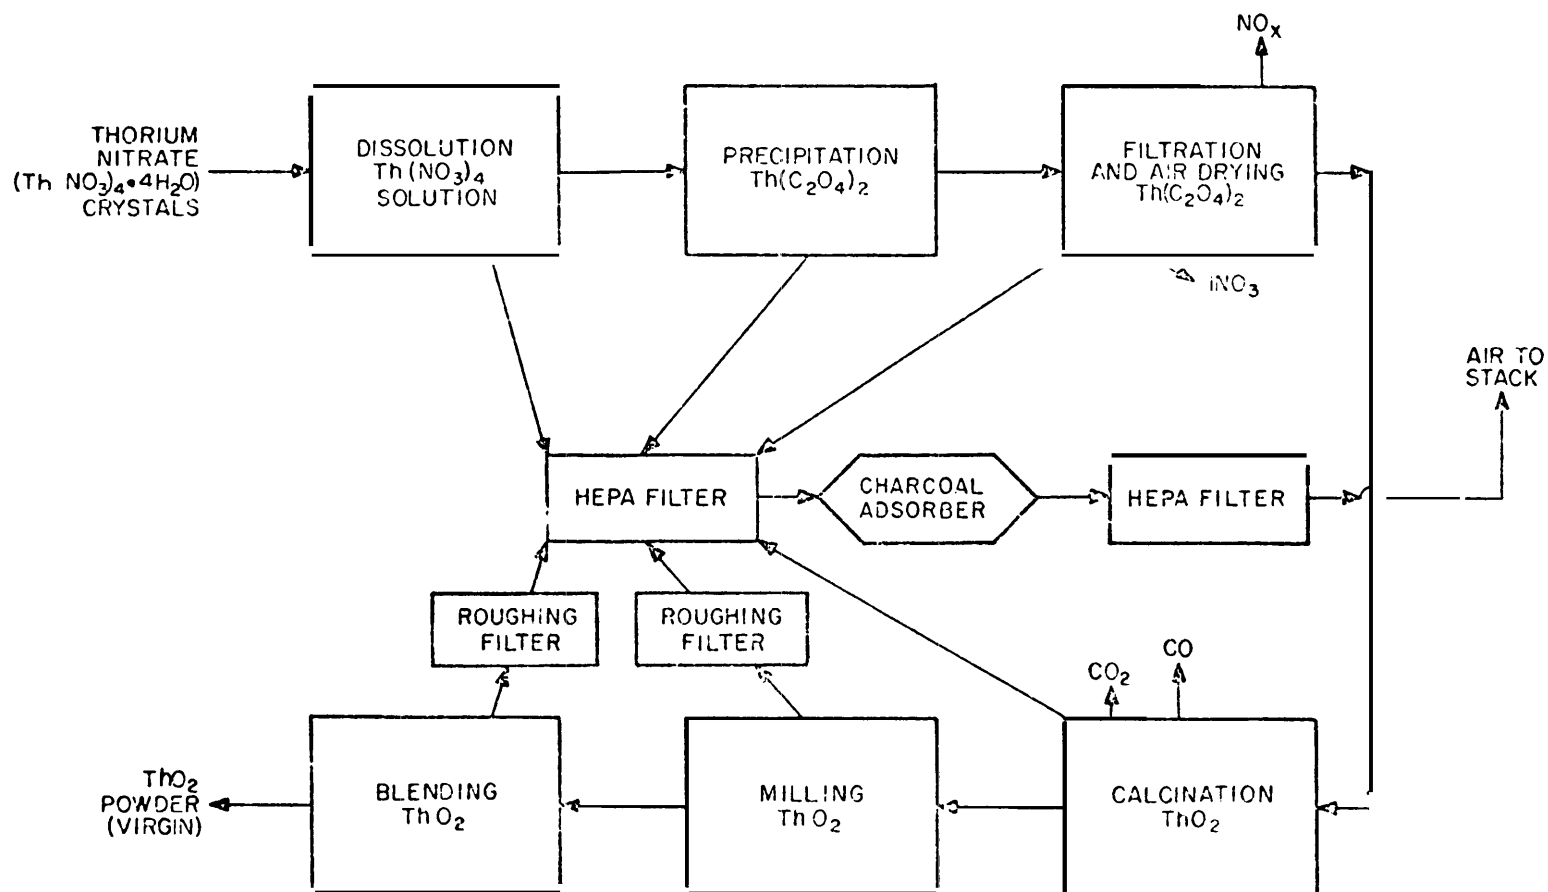 NOₓ
THORIUM
NITRATE
(Th NO₃)₄•4H₂O)
CRYSTALS
DISSOLUTION
Th(NO₃)₄
SOLUTION
PRECIPITATION
Th(C₂O₄)₂
FILTRATION
AND AIR DRYING
Th(C₂O₄)₂
NO₃
AIR TO
STACK
HEPA FILTER
CHARCOAL
ADSORBER
HEPA FILTER
ROUGHING
FILTER
ROUGHING
FILTER
CO₂
CO
ThO₂
POWDER
(VIRGIN)
BLENDING
ThO₂
MILLING
ThO₂
CALCINATION
ThO₂